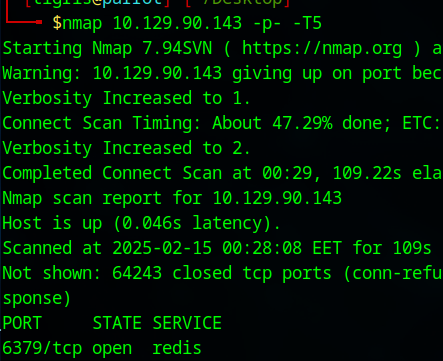 [tigris@parrot]-[~/Desktop]
$nmap 10.129.90.143 -p- -T5
Starting Nmap 7.94SVN ( https://nmap.org ) a
Warning: 10.129.90.143 giving up on port bec
Verbosity Increased to 1.
Connect Scan Timing: About 47.29% done; ETC:
Verbosity Increased to 2.
Completed Connect Scan at 00:29, 109.22s ela
Nmap scan report for 10.129.90.143
Host is up (0.046s latency).
Scanned at 2025-02-15 00:28:08 EET for 109s
Not shown: 64243 closed tcp ports (conn-refu
sponse)
PORT     STATE SERVICE
6379/tcp open  redis